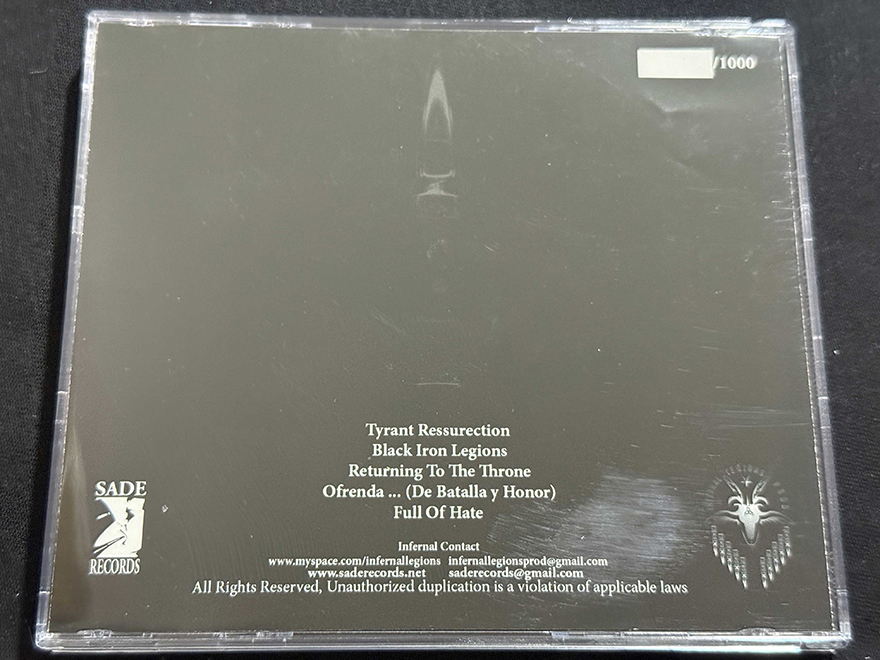 /1000
Tyrant Ressurection
Black Iron Legions
Returning To The Throne
Ofrenda ... (De Batalla y Honor)
Full Of Hate
SADE
RECORDS
Infernal Contact
www.myspace.com/infernallegions infernallegionsprod@gmail.com
www.saderecords.net saderecords@gmail.com
All Rights Reserved, Unauthorized duplication is a violation of applicable laws